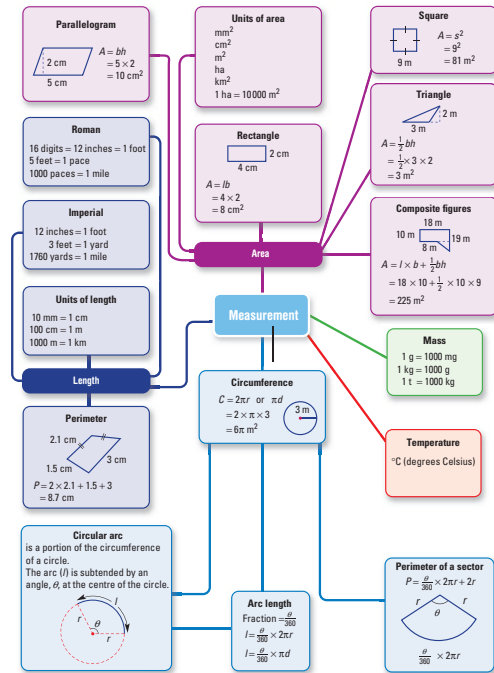 Parallelogram
2 cm
5 cm
A = bh
= 5 × 2
= 10 cm²
Units of area
mm²
cm²
m²
ha
km²
1 ha = 10 000 m²
Square
9 m
A = s²
= 9²
= 81 m²
Triangle
2 m
3 m
A = ½bh
= ½ × 3 × 2
= 3 m²
Roman
16 digits = 12 inches = 1 foot
5 feet = 1 pace
1000 paces = 1 mile
Rectangle
2 cm
4 cm
A = lb
= 4 × 2
= 8 cm²
Imperial
12 inches = 1 foot
3 feet = 1 yard
1760 yards = 1 mile
Composite figures
18 m
10 m
19 m
8 m
A = l × b + ½bh
= 18 × 10 + ½ × 10 × 9
= 225 m²
Area
Units of length
10 mm = 1 cm
100 cm = 1 m
1000 m = 1 km
Measurement
Mass
1 g = 1000 mg
1 kg = 1000 g
1 t = 1000 kg
Length
Circumference
C = 2πr or πd
= 2 × π × 3
= 6π m²
3 m
Perimeter
2.1 cm
1.5 cm
3 cm
P = 2 × 2.1 + 1.5 + 3
= 8.7 cm
Temperature
°C (degrees Celsius)
Circular arc
is a portion of the circumference
of a circle.
The arc (l) is subtended by an
angle, θ, at the centre of the circle.
l
r
θ
r
Arc length
Fraction = θ/360
l = θ/360 × 2πr
l = θ/360 × πd
Perimeter of a sector
P = θ/360 × 2πr + 2r
r
r
θ
θ/360 × 2πr